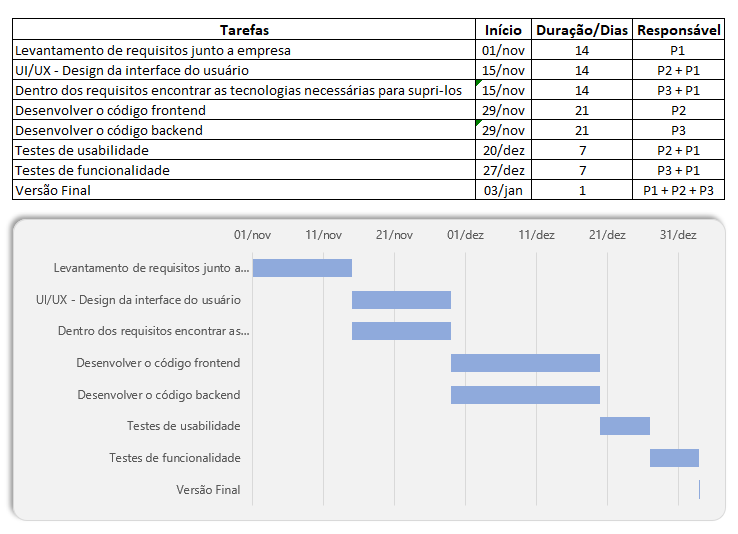 Tarefas Início Duração/Dias Responsável
Levantamento de requisitos junto a empresa 01/nov 14 P1
UI/UX - Design da interface do usuário 15/nov 14 P2 + P1
Dentro dos requisitos encontrar as tecnologias necessárias para supri-los 15/nov 14 P3 + P1
Desenvolver o código frontend 29/nov 21 P2
Desenvolver o código backend 29/nov 21 P3
Testes de usabilidade 20/dez 7 P2 + P1
Testes de funcionalidade 27/dez 7 P3 + P1
Versão Final 03/jan 1 P1 + P2 + P3
01/nov 11/nov 21/nov 01/dez 11/dez 21/dez 31/dez
Levantamento de requisitos junto a...
UI/UX - Design da interface do usuário
Dentro dos requisitos encontrar as...
Desenvolver o código frontend
Desenvolver o código backend
Testes de usabilidade
Testes de funcionalidade
Versão Final